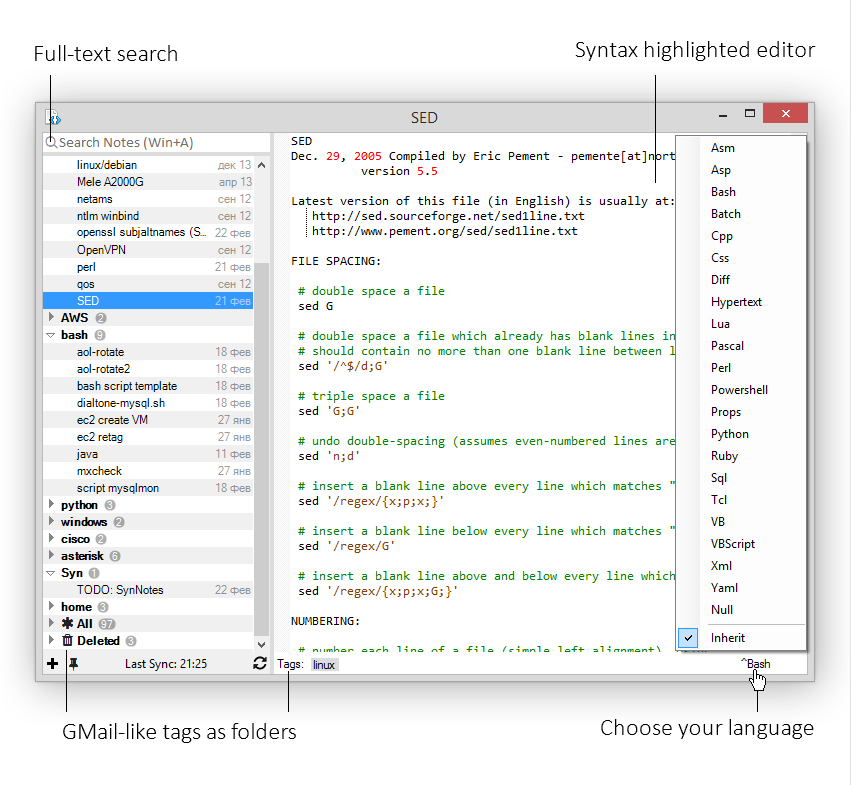 Full-text search
Syntax highlighted editor
SED
Search Notes (Win+A)
linux/debian дек 13
Mele A2000G апр 13
netams сен 12
ntlm winbind сен 12
openssl subjaltnames (S... 22 фев
OpenVPN сен 12
perl 21 фев
qos сен 12
SED 21 фев
AWS 2
bash 9
aol-rotate 18 фев
aol-rotate2 18 фев
bash script template 18 фев
dialtone-mysql.sh 18 фев
ec2 create VM 27 янв
ec2 retag 27 янв
java 11 фев
mxcheck 27 янв
script mysqlmon 18 фев
python 3
windows 2
cisco 2
asterisk 6
Syn 1
TODO: SynNotes 22 фев
home 3
All 97
Deleted 3
Last Sync: 21:25
SED
Dec. 29, 2005 Compiled by Eric Pement - pemente[at]nort
version 5.5
Latest version of this file (in English) is usually at:
http://sed.sourceforge.net/sed1line.txt
http://www.pement.org/sed/sed1line.txt
FILE SPACING:
# double space a file
sed G
# double space a file which already has blank lines in
# should contain no more than one blank line between l
sed '/^$/d;G'
# triple space a file
sed 'G;G'
# undo double-spacing (assumes even-numbered lines are
sed 'n;d'
# insert a blank line above every line which matches "
sed '/regex/{x;p;x;}'
# insert a blank line below every line which matches "
sed '/regex/G'
# insert a blank line above and below every line which
sed '/regex/{x;p;x;G;}'
NUMBERING:
# number each line of a file (simple left alignment).
Tags: linux
^Bash
Asm
Asp
Bash
Batch
Cpp
Css
Diff
Hypertext
Lua
Pascal
Perl
Powershell
Props
Python
Ruby
Sql
Tcl
VB
VBScript
Xml
Yaml
Null
Inherit
GMail-like tags as folders
Choose your language